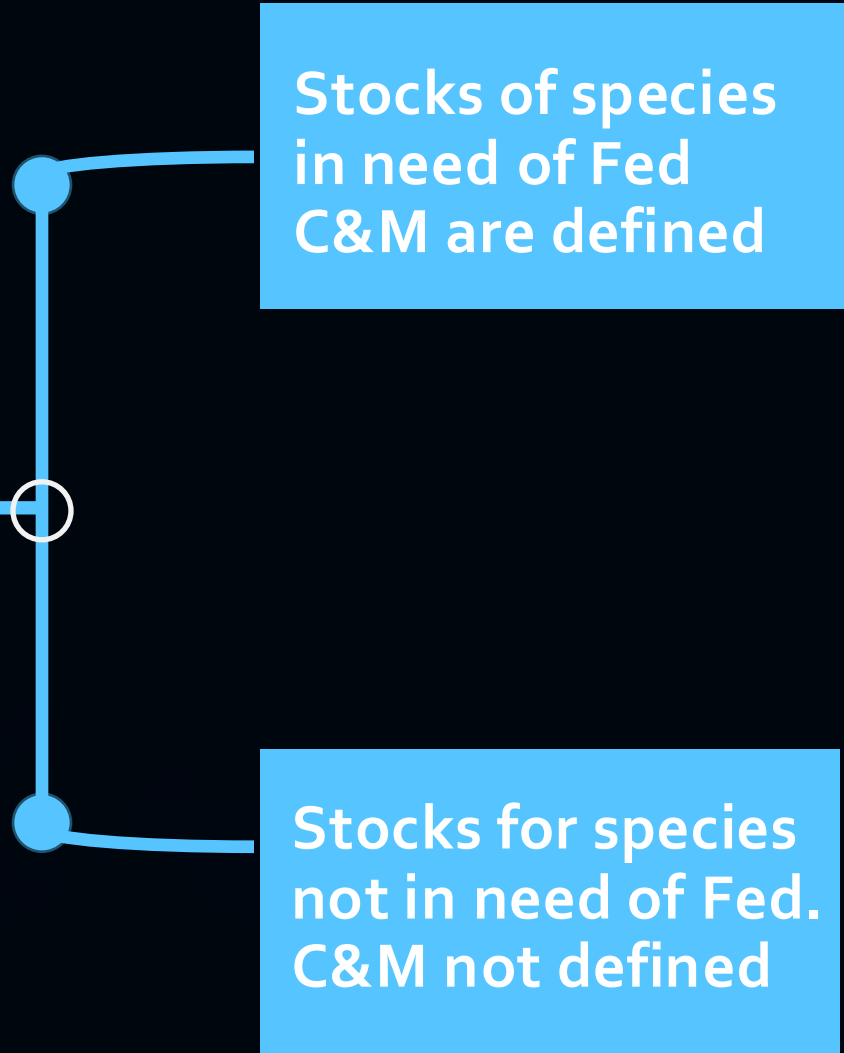 Stocks of species
in need of Fed
C&M are defined
Stocks for species
not in need of Fed.
C&M not defined